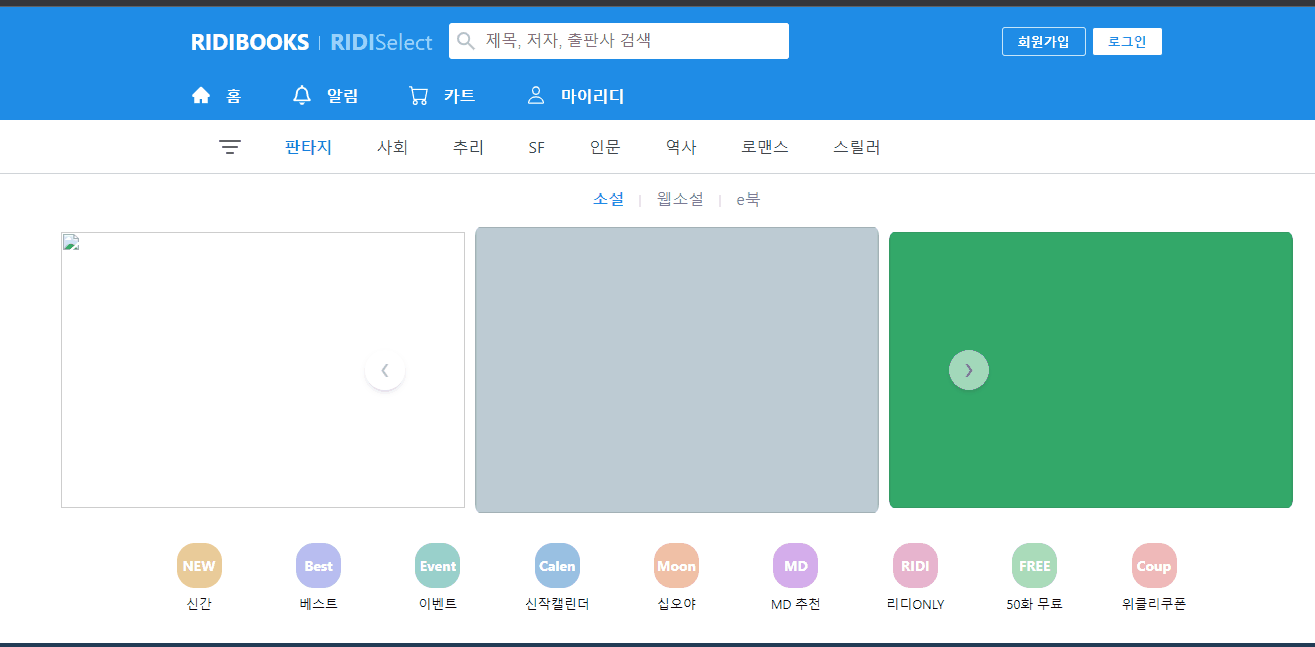 RIDIBOOKS | RIDISelect 제목, 저자, 출판사 검색 회원가입 로그인
홈 알림 카트 마이리디
판타지 사회 추리 SF 인문 역사 로맨스 스릴러
소설 | 웹소설 | e북
NEW Best Event Calen Moon MD RIDI FREE Coup
신간 베스트 이벤트 신작캘린더 십오야 MD 추천 리디ONLY 50화 무료 위클리쿠폰